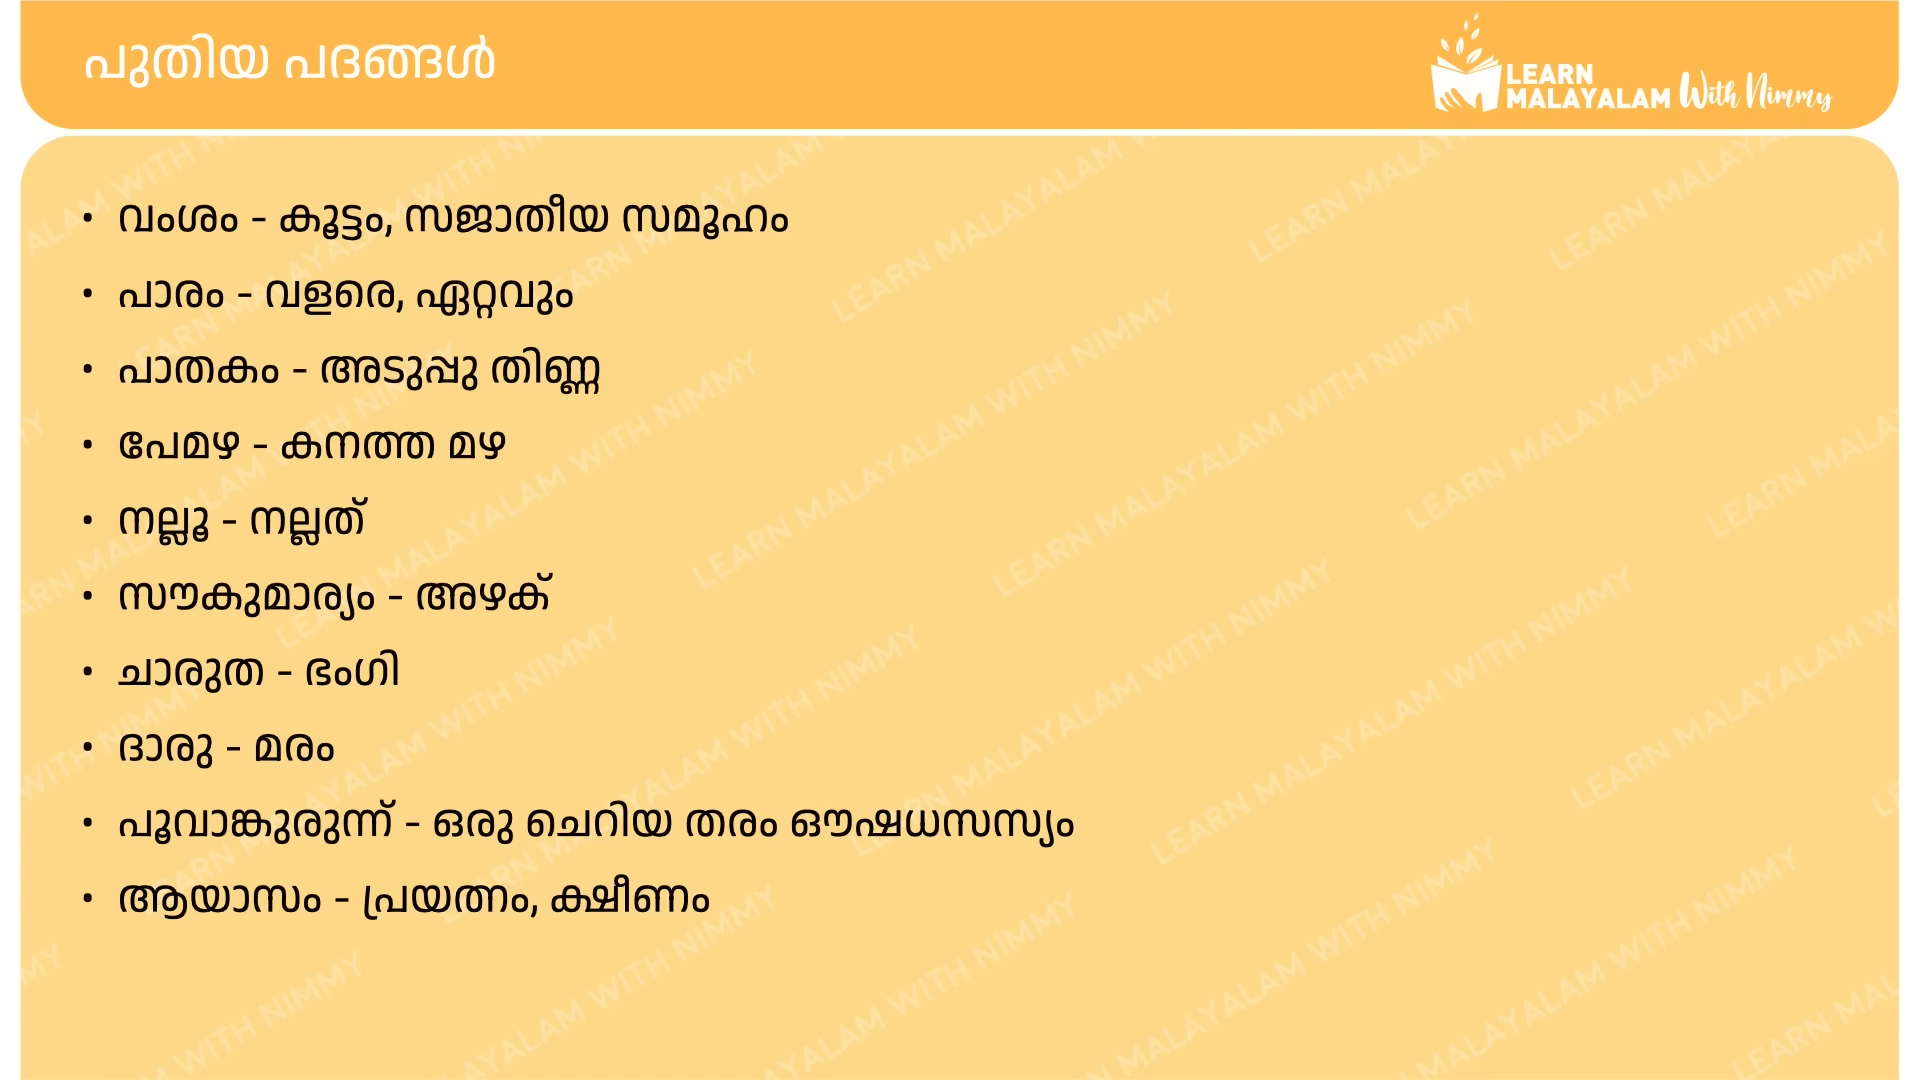 പുതിയ പദങ്ങൾ
LEARN
MALAYALAM With Nimmy
• വംശം - കൂട്ടം, സജാതീയ സമൂഹം
• പാരം - വളരെ, ഏറ്റവും
• പാതകം - അടുപ്പു തിണ്ണ
• പേമഴ - കനത്ത മഴ
• നല്ലൂ - നല്ലത്
• സൗകുമാര്യം - അഴക്
• ചാരുത - ഭംഗി
• ദാരു - മരം
• പൂവാങ്കുരുന്ന് - ഒരു ചെറിയ തരം ഔഷധസസ്യം
• ആയാസം - പ്രയത്നം, ക്ഷീണം